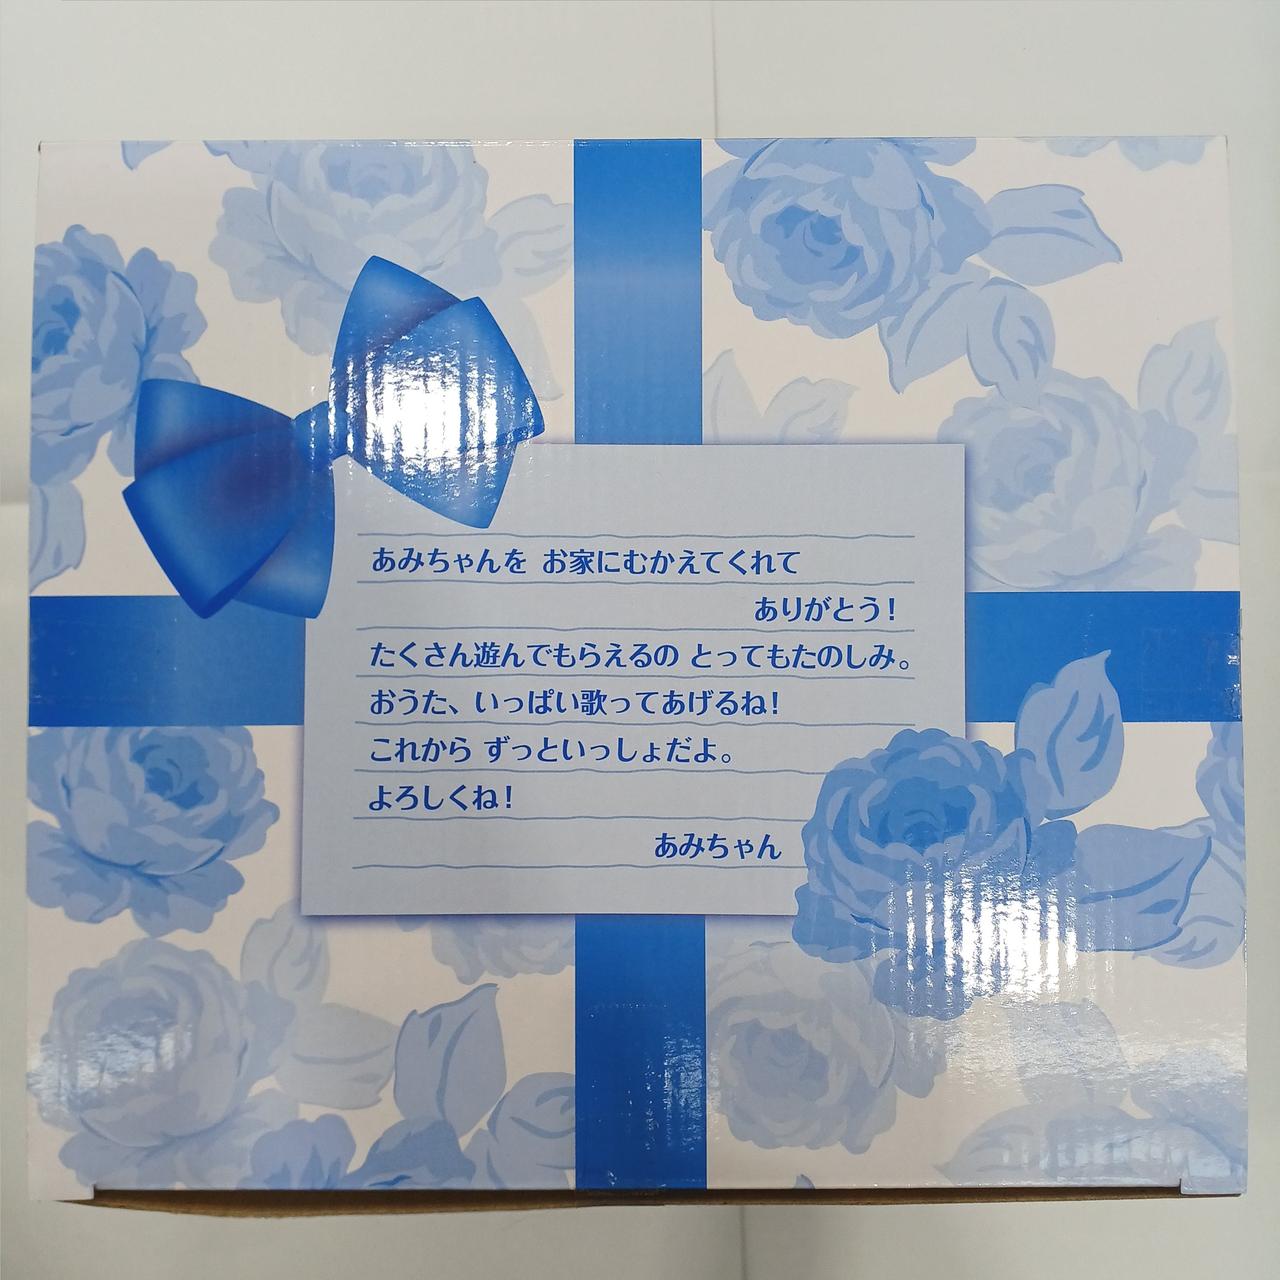 あみちゃんを お家にむかえてくれて
ありがとう!
たくさん遊んでもらえるの とってもたのしみ。
おうた、いっぱい歌ってあげるね!
これから ずっといっしょだよ。
よろしくね!
あみちゃん